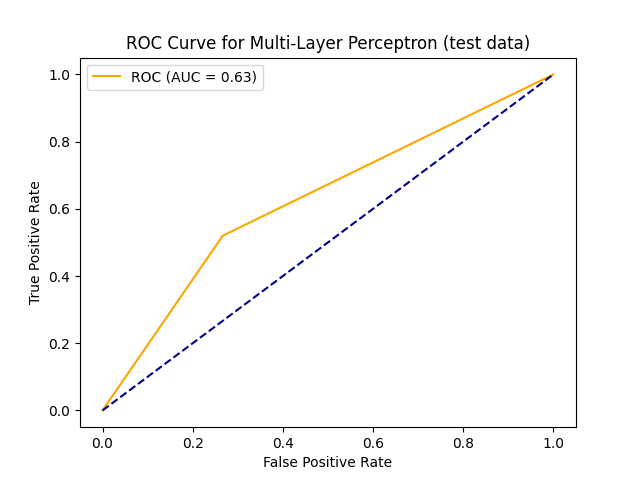 ROC Curve for Multi-Layer Perceptron (test data)
ROC (AUC = 0.63)
True Positive Rate
1.0
0.8
0.6
0.4
0.2
0.0
0.0 0.2 0.4 0.6 0.8 1.0
False Positive Rate